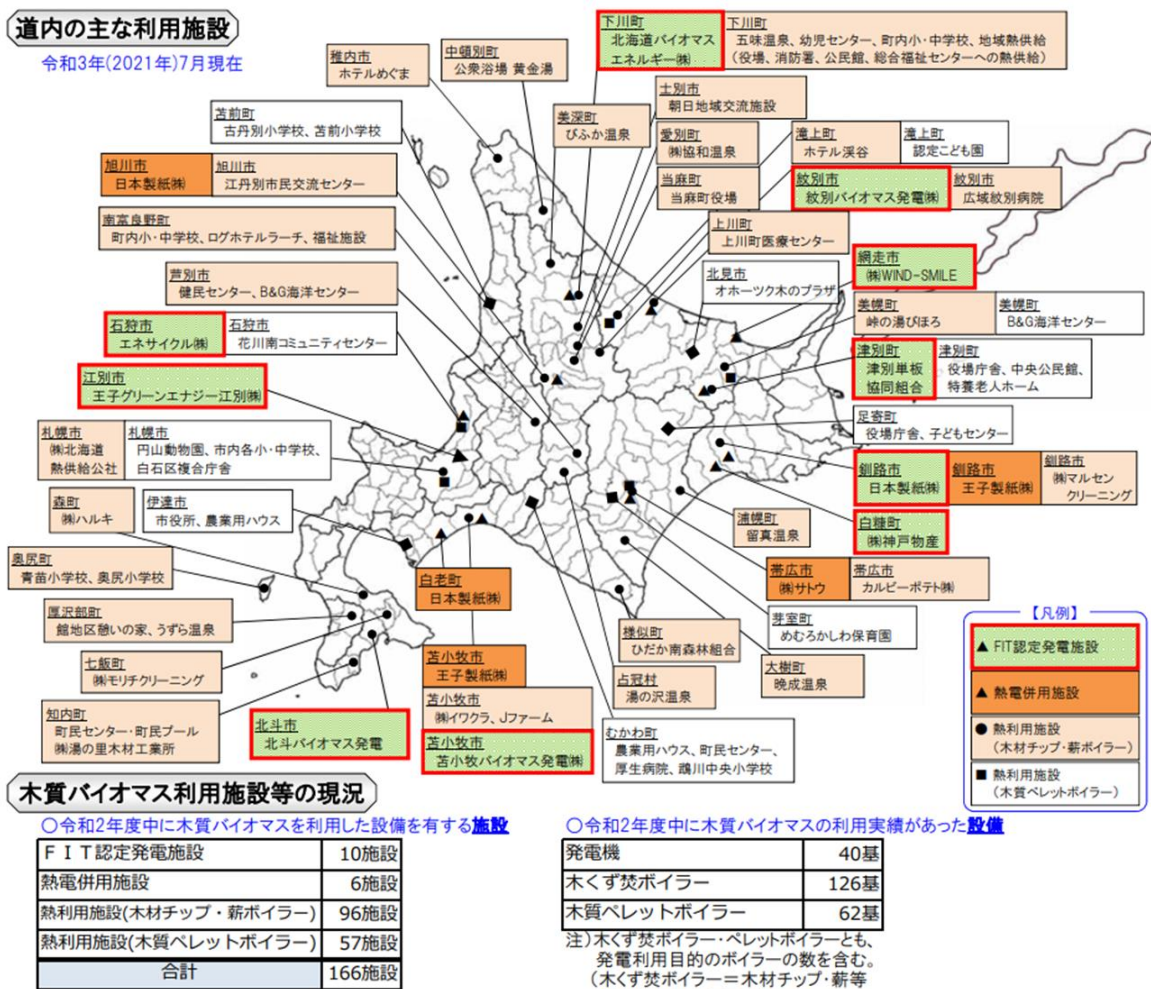 道内の主な利用施設
令和3年(2021年)7月現在
稚内市
ホテルめぐま
中頓別町
公衆浴場 黄金湯
下川町
北海道バイオマス
エネルギー㈱
下川町
五味温泉、幼児センター、町内小・中学校、地域熱供給
(役場、消防署、公民館、総合福祉センターへの熱供給)
苫前町
古丹別小学校、苫前小学校
美深町
びふか温泉
士別市
朝日地域交流施設
愛別町
㈱協和温泉
滝上町
ホテル渓谷
滝上町
認定こども園
旭川市
日本製紙㈱
旭川市
江丹別市民交流センター
当麻町
当麻町役場
紋別市
紋別バイオマス発電㈱
紋別市
広域紋別病院
南富良野町
町内小・中学校、ログホテルラーチ、福祉施設
上川町
上川町医療センター
芦別市
健民センター、B&G海洋センター
北見市
オホーツク木のプラザ
網走市
㈱WIND-SMILE
石狩市
エネサイクル㈱
石狩市
花川南コミュニティセンター
美幌町
峠の湯びほろ
美幌町
B&G海洋センター
江別市
王子グリーンエナジー江別㈱
津別町
津別単板
協同組合
津別町
役場庁舎、中央公民館、
特養老人ホーム
札幌市
㈱北海道
熱供給公社
札幌市
円山動物園、市内各小・中学校、
白石区複合庁舎
足寄町
役場庁舎、子どもセンター
釧路市
日本製紙㈱
釧路市
王子製紙㈱
釧路市
㈱マルセン
クリーニング
森町
㈱ハルキ
伊達市
市役所、農業用ハウス
浦幌町
留真温泉
白糠町
㈱神戸物産
奥尻町
青苗小学校、奥尻小学校
白老町
日本製紙㈱
帯広市
㈱サトウ
帯広市
カルビーポテト㈱
厚沢部町
館地区憩いの家、うずら温泉
様似町
ひだか南森林組合
芽室町
めむろかしわ保育園
七飯町
㈱モリチクリーニング
苫小牧市
王子製紙㈱
占冠村
湯の沢温泉
大樹町
晩成温泉
知内町
町民センター・町民プール
㈱湯の里木材工業所
北斗市
北斗バイオマス発電
苫小牧市
㈱イワクラ、Jファーム
苫小牧市
苫小牧バイオマス発電㈱
むかわ町
農業用ハウス、町民センター、
厚生病院、鵡川中央小学校
【凡例】
▲ FIT認定発電施設
▲ 熱電併用施設
● 熱利用施設
(木材チップ・薪ボイラー)
■ 熱利用施設
(木質ペレットボイラー)
木質バイオマス利用施設等の現況
○令和2年度中に木質バイオマスを利用した設備を有する施設
FIT認定発電施設 10施設
熱電併用施設 6施設
熱利用施設(木材チップ・薪ボイラー) 96施設
熱利用施設(木質ペレットボイラー) 57施設
合計 166施設
○令和2年度中に木質バイオマスの利用実績があった設備
発電機 40基
木くず焚ボイラー 126基
木質ペレットボイラー 62基
注)木くず焚ボイラー・ペレットボイラーとも、
発電利用目的のボイラーの数を含む。
(木くず焚ボイラー＝木材チップ・薪等